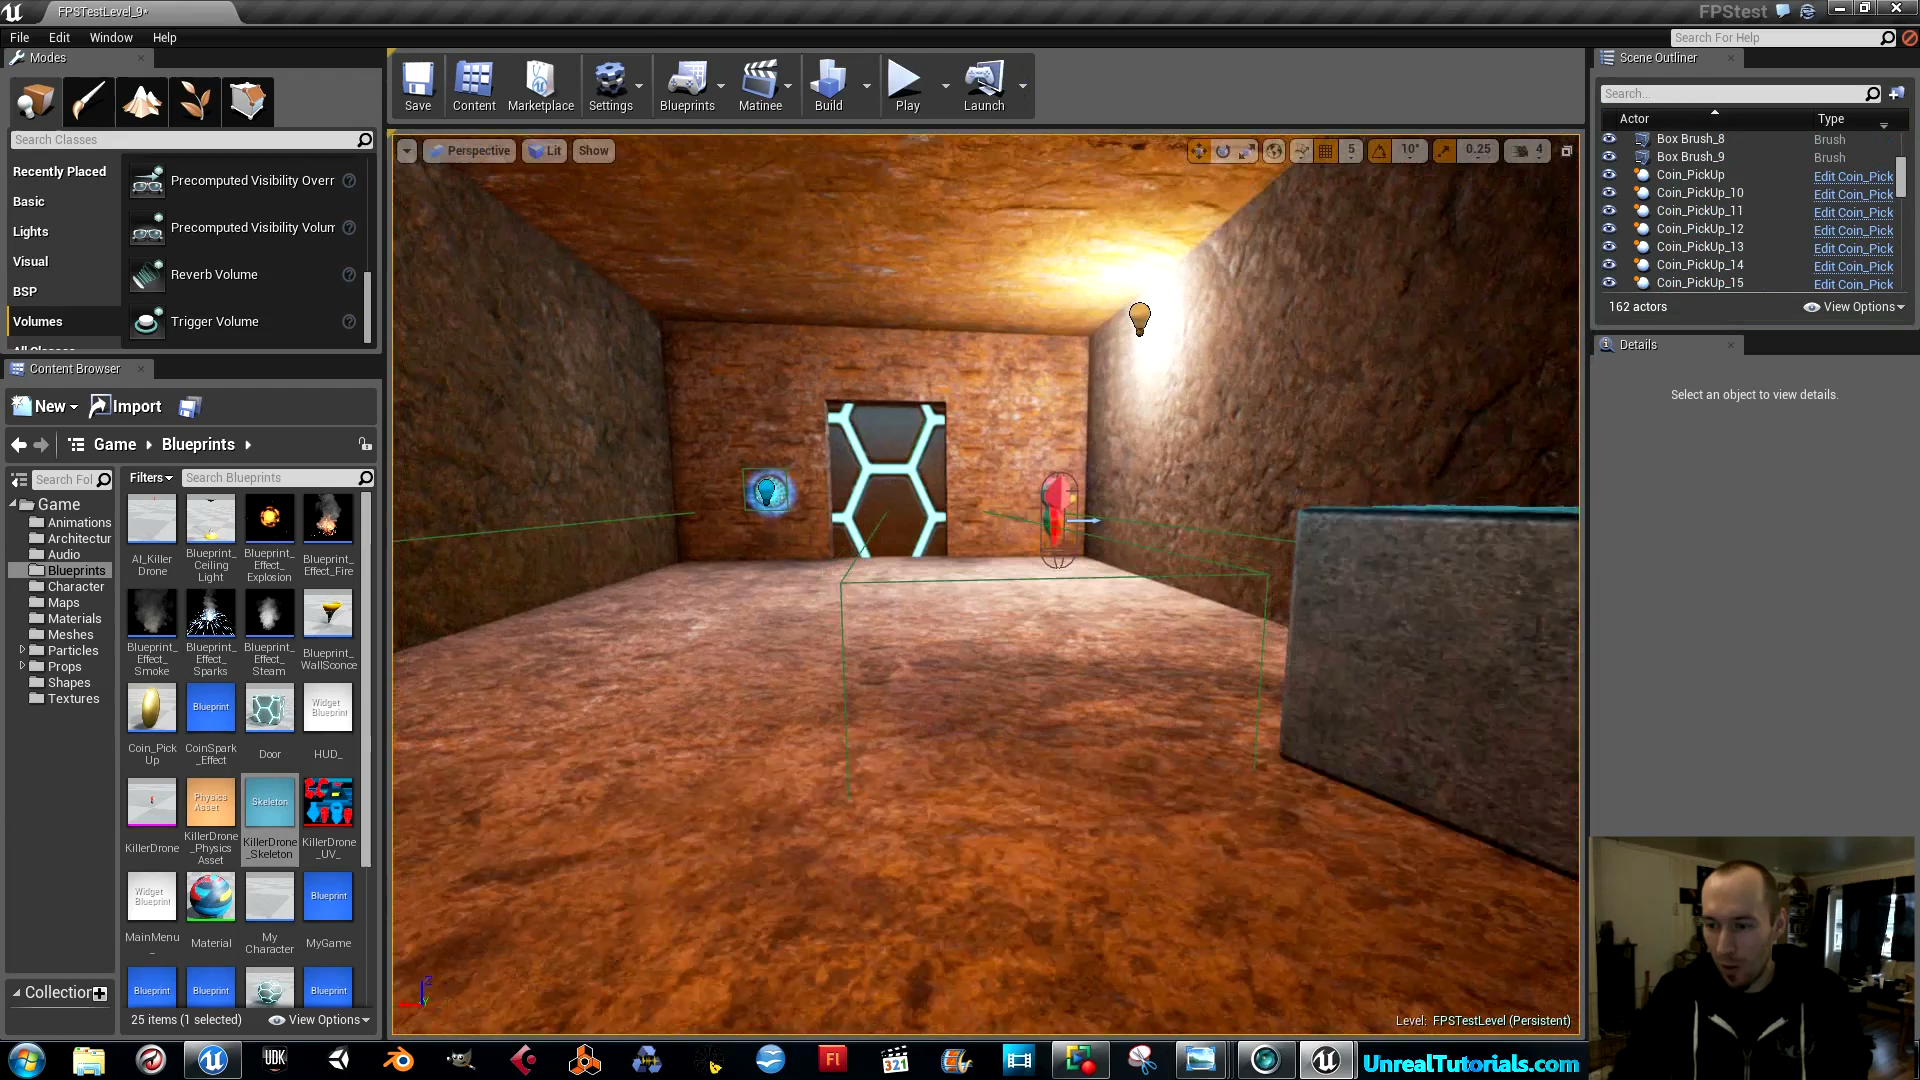 FPSTestLevel_9*
FPStest
File Edit Window Help
Search For Help
Modes
Search Classes
Recently Placed
Basic
Lights
Visual
BSP
Volumes
Precomputed Visibility Overr
Precomputed Visibility Volum
Reverb Volume
Trigger Volume
Save
Content
Marketplace
Settings
Blueprints
Matinee
Build
Play
Launch
Perspective
Lit
Show
5
10°
0.25
4
Level: FPSTestLevel (Persistent)
Scene Outliner
Search...
Actor Type
Box Brush_8 Brush
Box Brush_9 Brush
Coin_PickUp Edit Coin_Pick
Coin_PickUp_10 Edit Coin_Pick
Coin_PickUp_11 Edit Coin_Pick
Coin_PickUp_12 Edit Coin_Pick
Coin_PickUp_13 Edit Coin_Pick
Coin_PickUp_14 Edit Coin_Pick
Coin_PickUp_15 Edit Coin_Pick
162 actors View Options
Details
Select an object to view details.
Content Browser
New Import
Game Blueprints
Search Fol
Filters Search Blueprints
Game
Animations
Architectur
Audio
Blueprints
Character
Maps
Materials
Meshes
Particles
Props
Shapes
Textures
Collection
AI_Killer
Drone
Blueprint_
Ceiling
Light
Blueprint_
Effect_
Explosion
Blueprint_
Effect_Fire
Blueprint_
Effect_
Smoke
Blueprint_
Effect_
Sparks
Blueprint_
Effect_
Steam
Blueprint_
WallSconce
Blueprint
Widget
Blueprint
Coin_Pick
Up
CoinSpark
_Effect
Door
HUD_
Physics
Asset
Skeleton
KillerDrone
KillerDrone
_Physics
Asset
KillerDrone
_Skeleton
KillerDrone
_UV_
Widget
Blueprint
Blueprint
MainMenu
_
Material
My
Character
MyGame
Blueprint
Blueprint
Blueprint
25 items (1 selected) View Options
UDK
Fl
321
UnrealTutorials.com